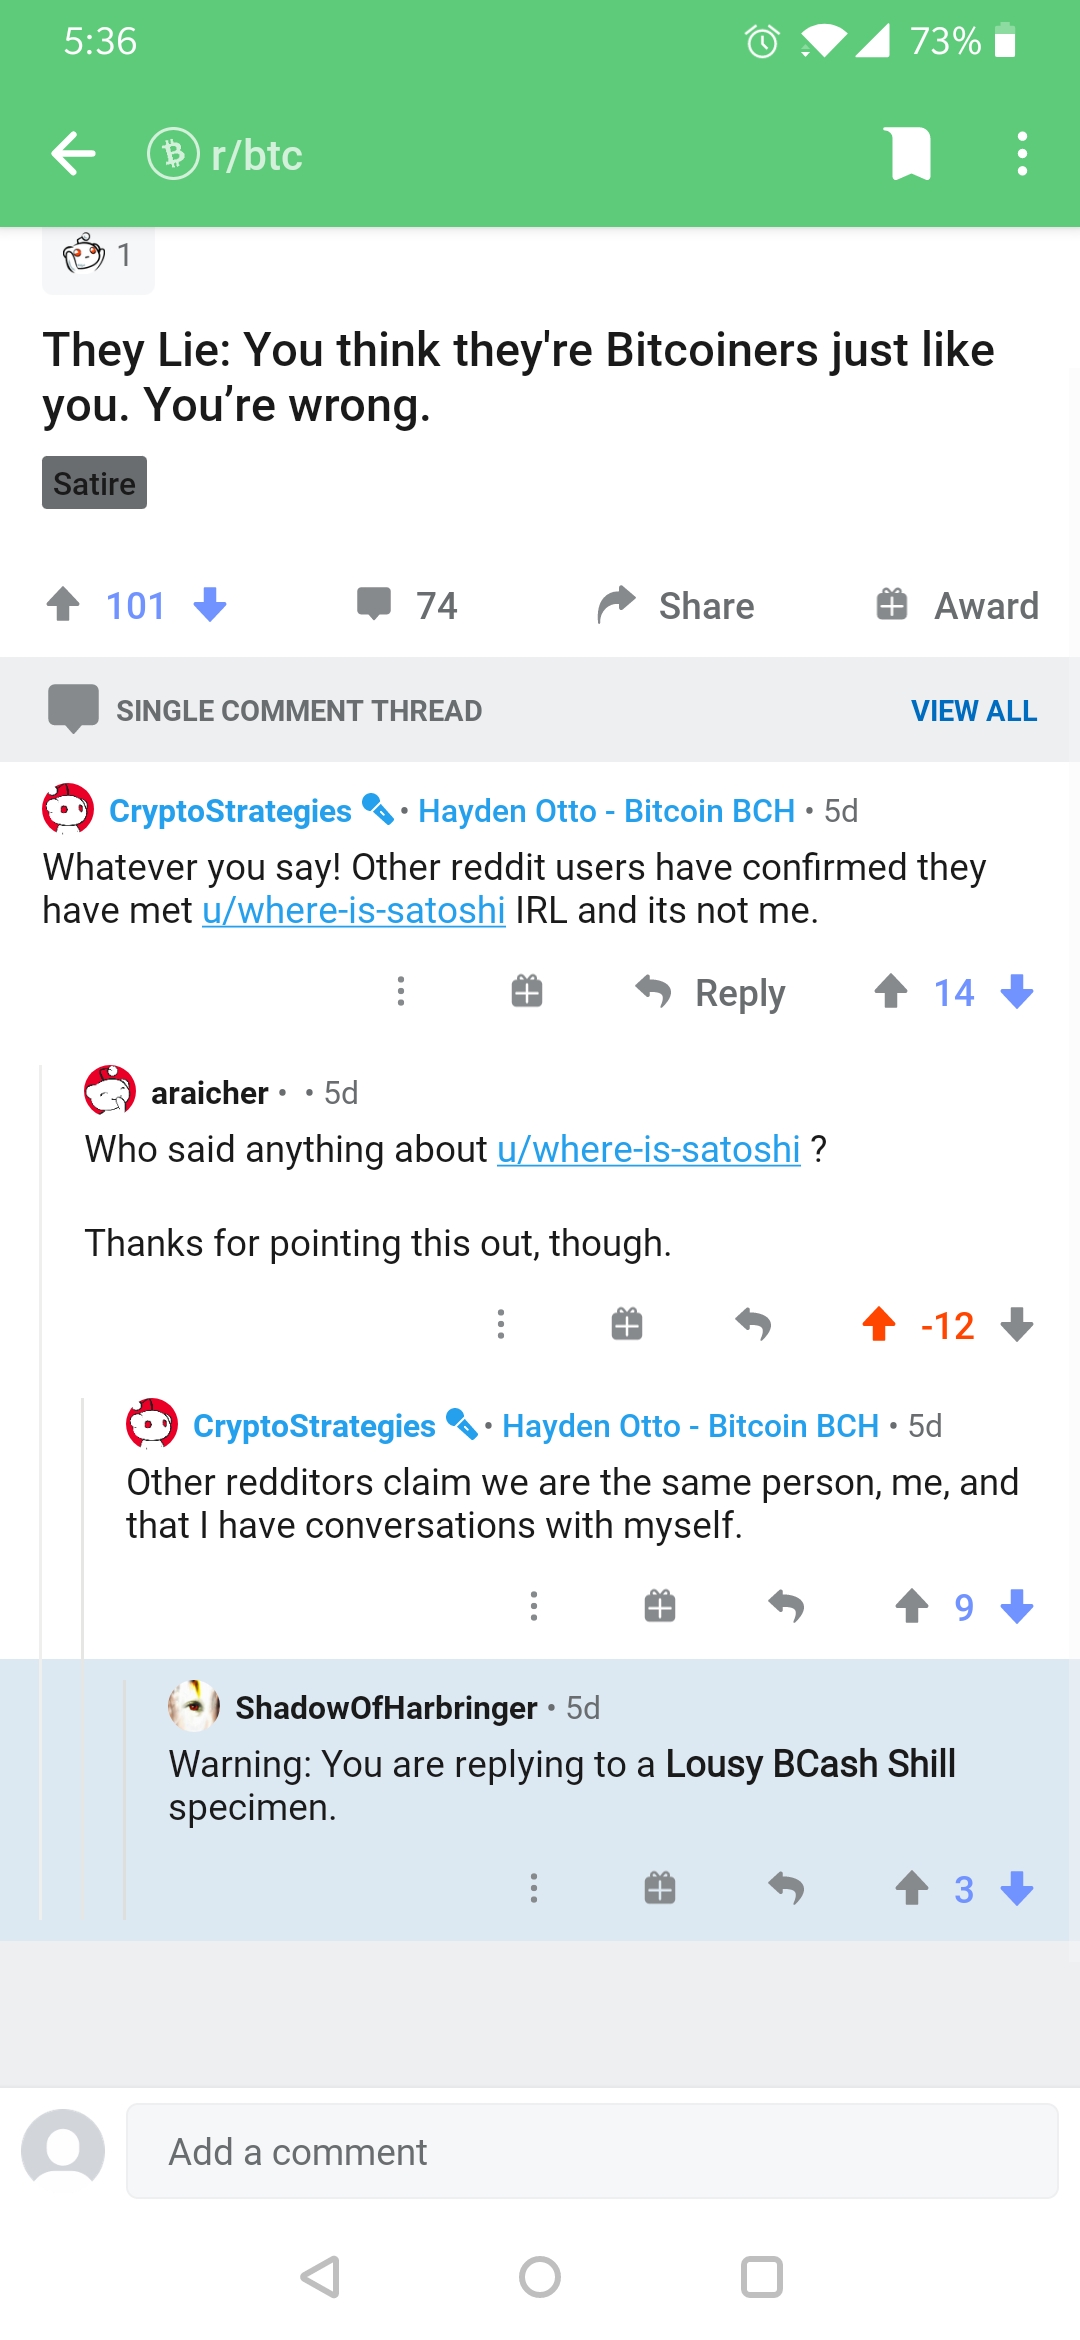 5:36
73%
r/btc
1
They Lie: You think they're Bitcoiners just like
you. You’re wrong.
Satire
101
74
Share
Award
SINGLE COMMENT THREAD
VIEW ALL
CryptoStrategies • Hayden Otto - Bitcoin BCH • 5d
Whatever you say! Other reddit users have confirmed they
have met u/where-is-satoshi IRL and its not me.
Reply
14
araicher • • 5d
Who said anything about u/where-is-satoshi ?
Thanks for pointing this out, though.
-12
CryptoStrategies • Hayden Otto - Bitcoin BCH • 5d
Other redditors claim we are the same person, me, and
that I have conversations with myself.
9
ShadowOfHarbringer • 5d
Warning: You are replying to a Lousy BCash Shill
specimen.
3
Add a comment